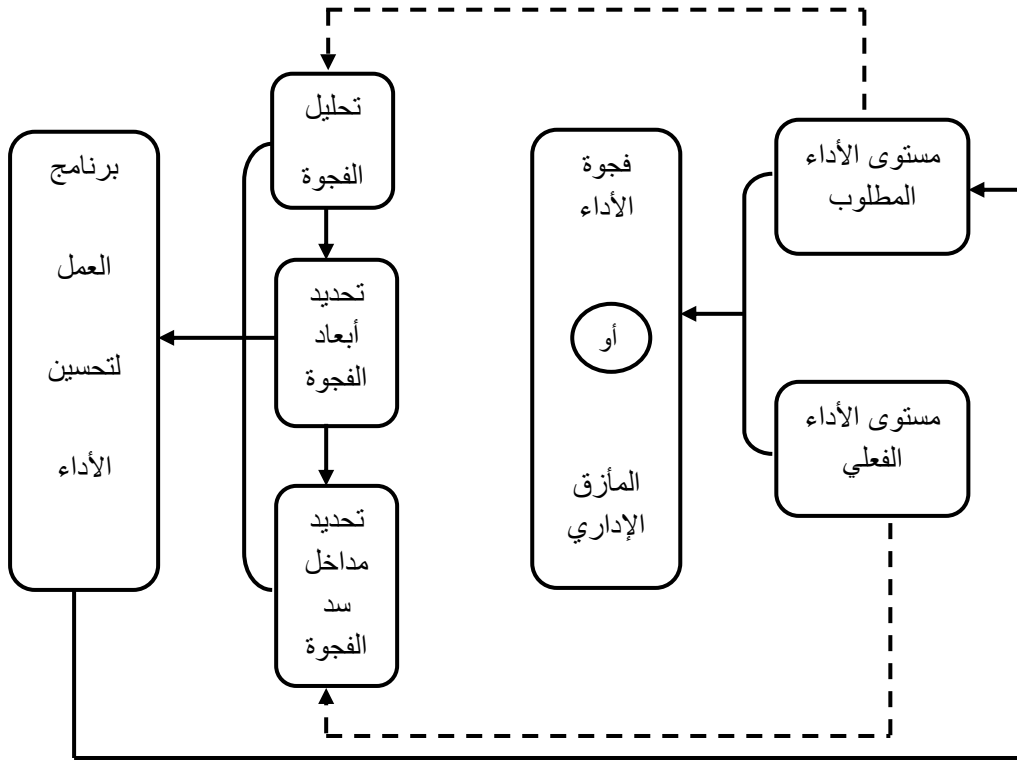 مستوى الأداء
المطلوب
مستوى الأداء
الفعلي
فجوة
الأداء
أو
المأزق
الإداري
تحليل
الفجوة
تحديد
أبعاد
الفجوة
تحديد
مداخل
سد
الفجوة
برنامج
العمل
لتحسين
الأداء